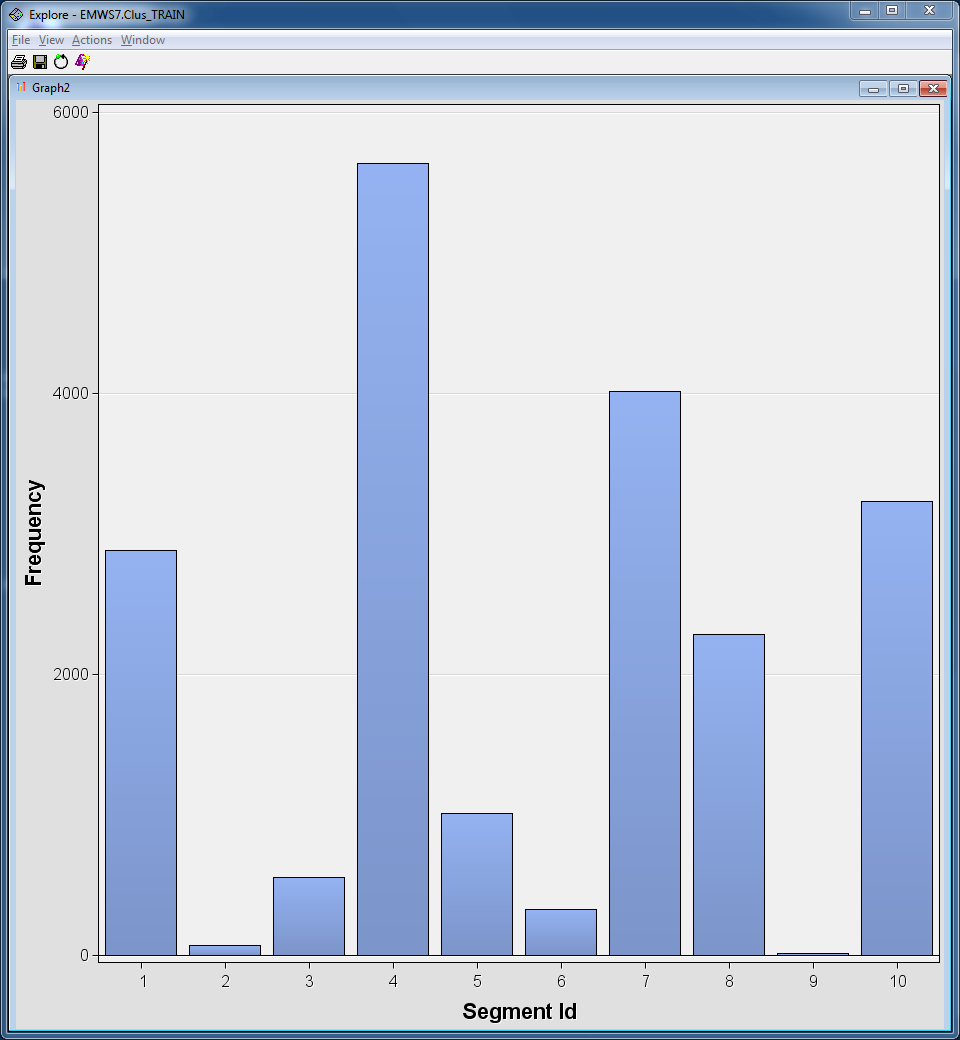 Explore - EMWS7.Clus_TRAIN
File View Actions Window
Graph2
6000
4000
2000
0
Frequency
1 2 3 4 5 6 7 8 9 10
Segment Id